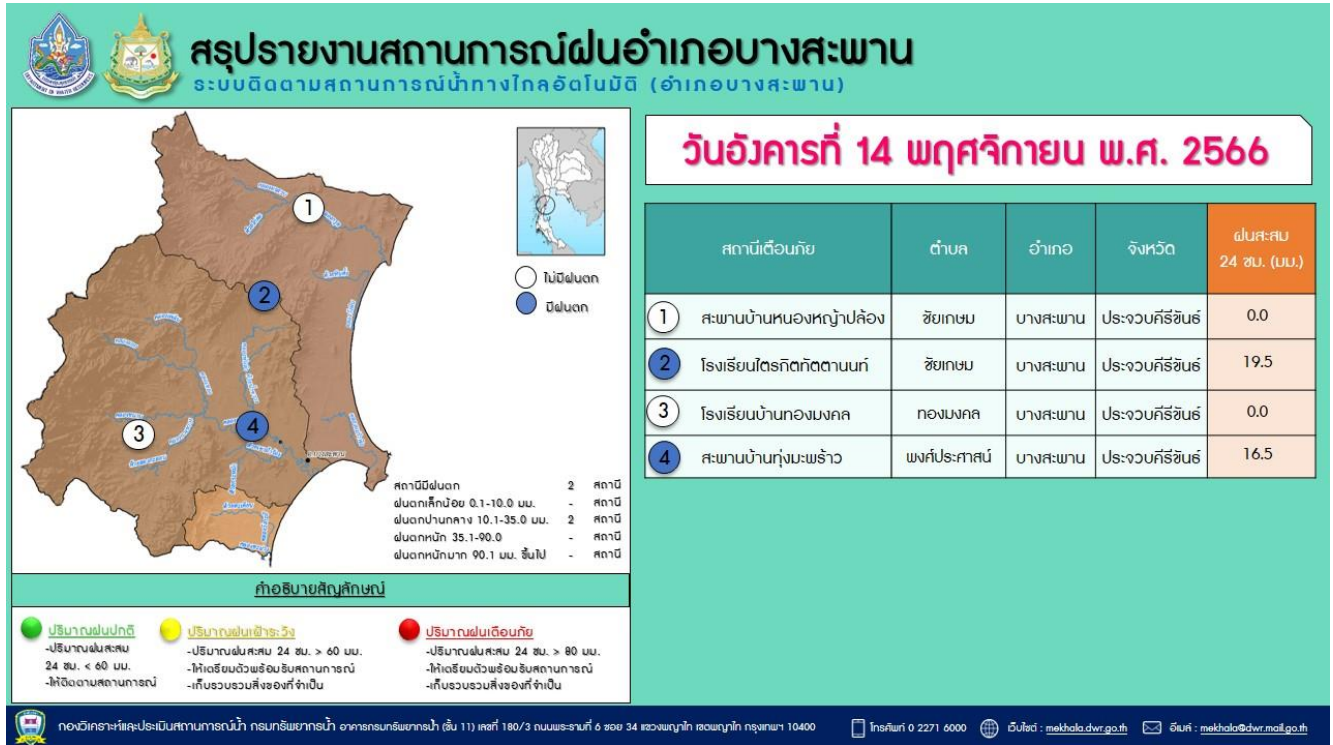 สรุปรายงานสถานการณ์ฝนอำเภอบางสะพาน
ระบบติดตามสถานการณ์น้ำทางไกลอัตโนมัติ (อำเภอบางสะพาน)
1
2
3
4
ไม่มีฝนตก
มีฝนตก
สถานีมีฝนตก 2 สถานี
ฝนตกเล็กน้อย 0.1-10.0 มม. - สถานี
ฝนตกปานกลาง 10.1-35.0 มม. 2 สถานี
ฝนตกหนัก 35.1-90.0 - สถานี
ฝนตกหนักมาก 90.1 มม. ขึ้นไป - สถานี
คำอธิบายสัญลักษณ์
ปริมาณฝนปกติ
-ปริมาณฝนสะสม
24 ชม. < 60 มม.
-ให้ติดตามสถานการณ์
ปริมาณฝนเฝ้าระวัง
-ปริมาณฝนสะสม 24 ชม. > 60 มม.
-ให้เตรียมตัวพร้อมรับสถานการณ์
-เก็บรวบรวมสิ่งของที่จำเป็น
ปริมาณฝนเตือนภัย
-ปริมาณฝนสะสม 24 ชม. > 80 มม.
-ให้เตรียมตัวพร้อมรับสถานการณ์
-เก็บรวบรวมสิ่งของที่จำเป็น
วันอังคารที่ 14 พฤศจิกายน พ.ศ. 2566
สถานีเตือนภัย ตำบล อำเภอ จังหวัด ฝนสะสม
24 ชม. (มม.)
1 สะพานบ้านหนองหญ้าปล้อง ชัยเกษม บางสะพาน ประจวบคีรีขันธ์ 0.0
2 โรงเรียนไตรกิตทัตตานนท์ ชัยเกษม บางสะพาน ประจวบคีรีขันธ์ 19.5
3 โรงเรียนบ้านทองมงคล ทองมงคล บางสะพาน ประจวบคีรีขันธ์ 0.0
4 สะพานบ้านทุ่งมะพร้าว พงศ์ประศาสน์ บางสะพาน ประจวบคีรีขันธ์ 16.5
กองวิเคราะห์และประเมินสถานการณ์น้ำ กรมทรัพยากรน้ำ อาคารกรมทรัพยากรน้ำ (ชั้น 11) เลขที่ 180/3 ถนนพระรามที่ 6 ซอย 34 แขวงพญาไท เขตพญาไท กรุงเทพฯ 10400 โทรศัพท์ 0 2271 6000 เว็บไซต์ : mekhala.dwr.go.th อีเมล์ : mekhala@dwr.mail.go.th